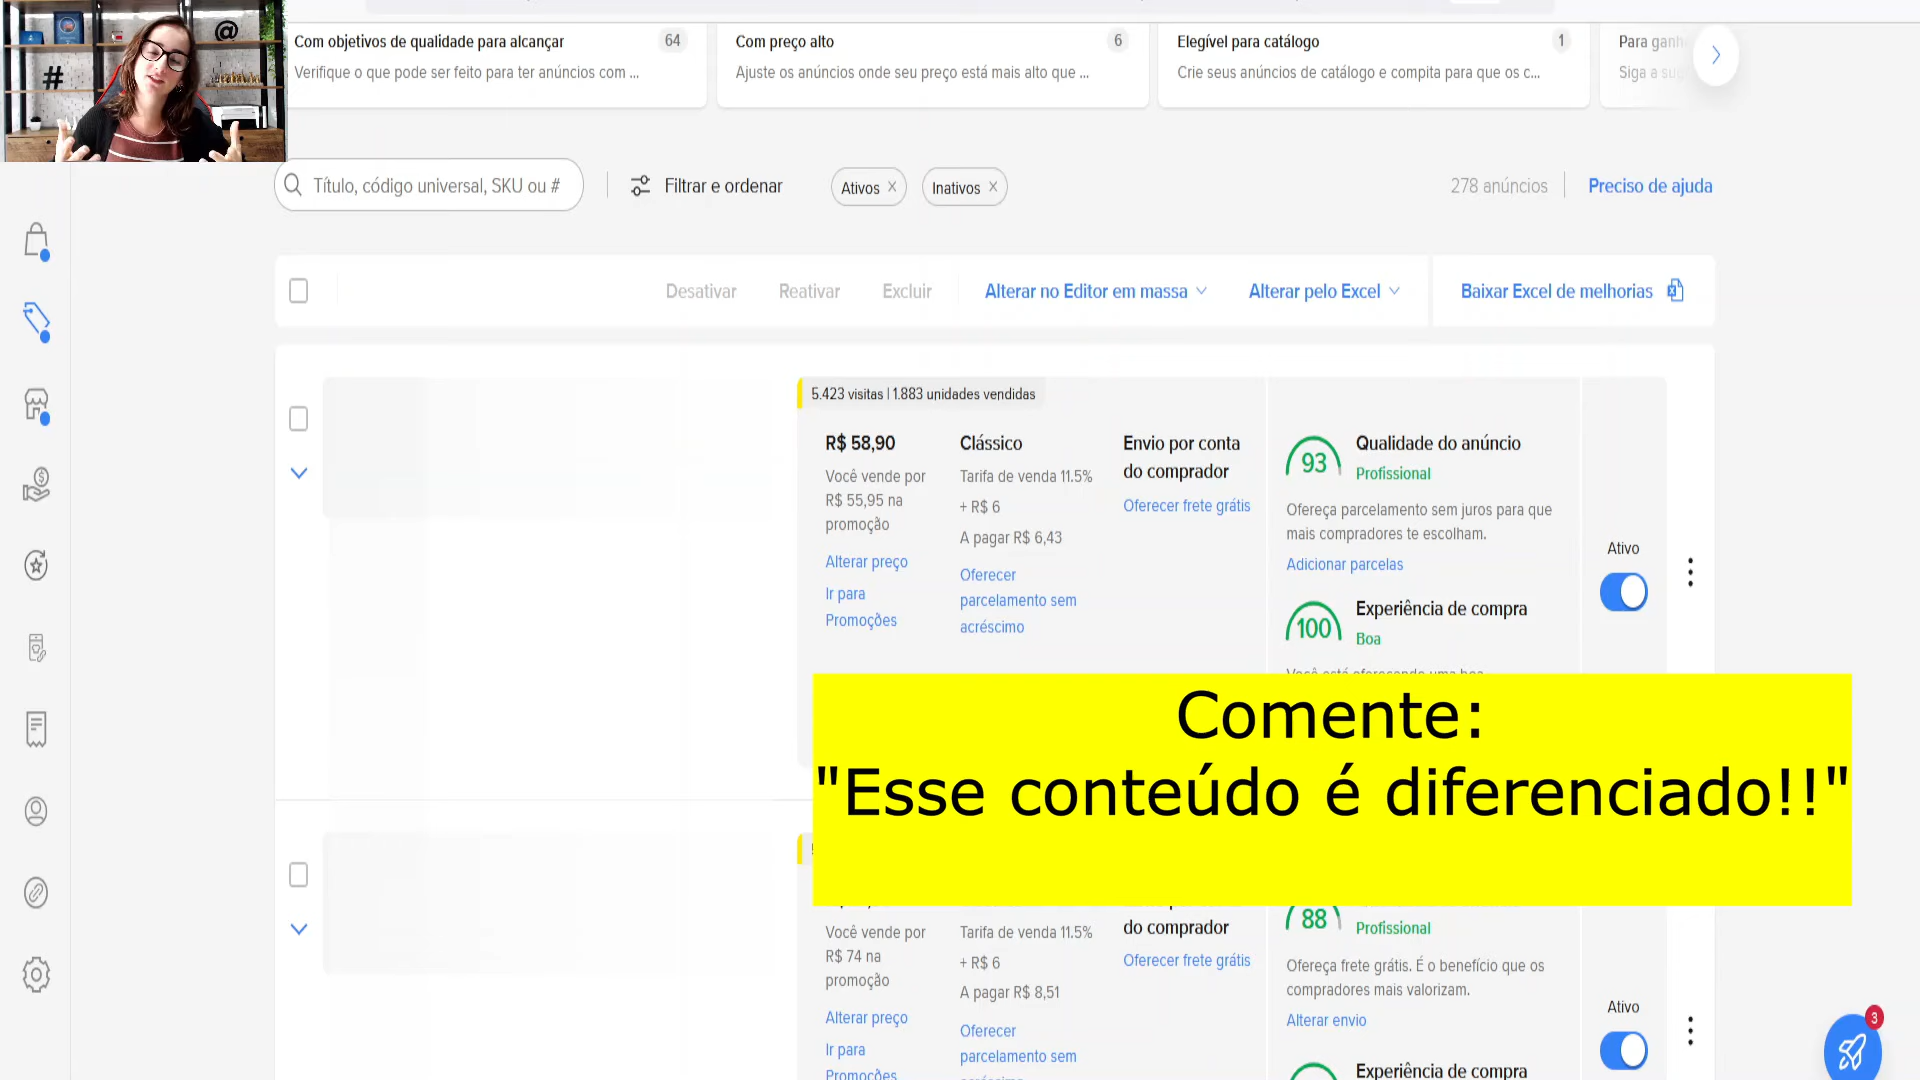 Com objetivos de qualidade para alcançar
64
Verifique o que pode ser feito para ter anúncios com ...
Com preço alto
6
Ajuste os anúncios onde seu preço está mais alto que ...
Elegível para catálogo
1
Crie seus anúncios de catálogo e compita para que os c...
Para ganh
Siga a su
@
#
Título, código universal, SKU ou #
Filtrar e ordenar
Ativos
Inativos
278 anúncios
Preciso de ajuda
Desativar
Reativar
Excluir
Alterar no Editor em massa
Alterar pelo Excel
Baixar Excel de melhorias
5.423 visitas | 1.883 unidades vendidas
R$ 58,90
Você vende por
R$ 55,95 na
promoção
Alterar preço
Ir para
Promoções
Clássico
Tarifa de venda 11.5%
+ R$ 6
A pagar R$ 6,43
Oferecer
parcelamento sem
acréscimo
Envio por conta
do comprador
Oferecer frete grátis
93
Qualidade do anúncio
Profissional
Ofereça parcelamento sem juros para que
mais compradores te escolham.
Adicionar parcelas
100
Experiência de compra
Boa
Ativo
Comente:
"Esse conteúdo é diferenciado!!"
Você vende por
R$ 74 na
promoção
Alterar preço
Ir para
Promoções
Tarifa de venda 11.5%
+ R$ 6
A pagar R$ 8,51
Oferecer
parcelamento sem
do comprador
Oferecer frete grátis
88
Profissional
Ofereça frete grátis. É o benefício que os
compradores mais valorizam.
Alterar envio
Experiência de compra
Ativo
3